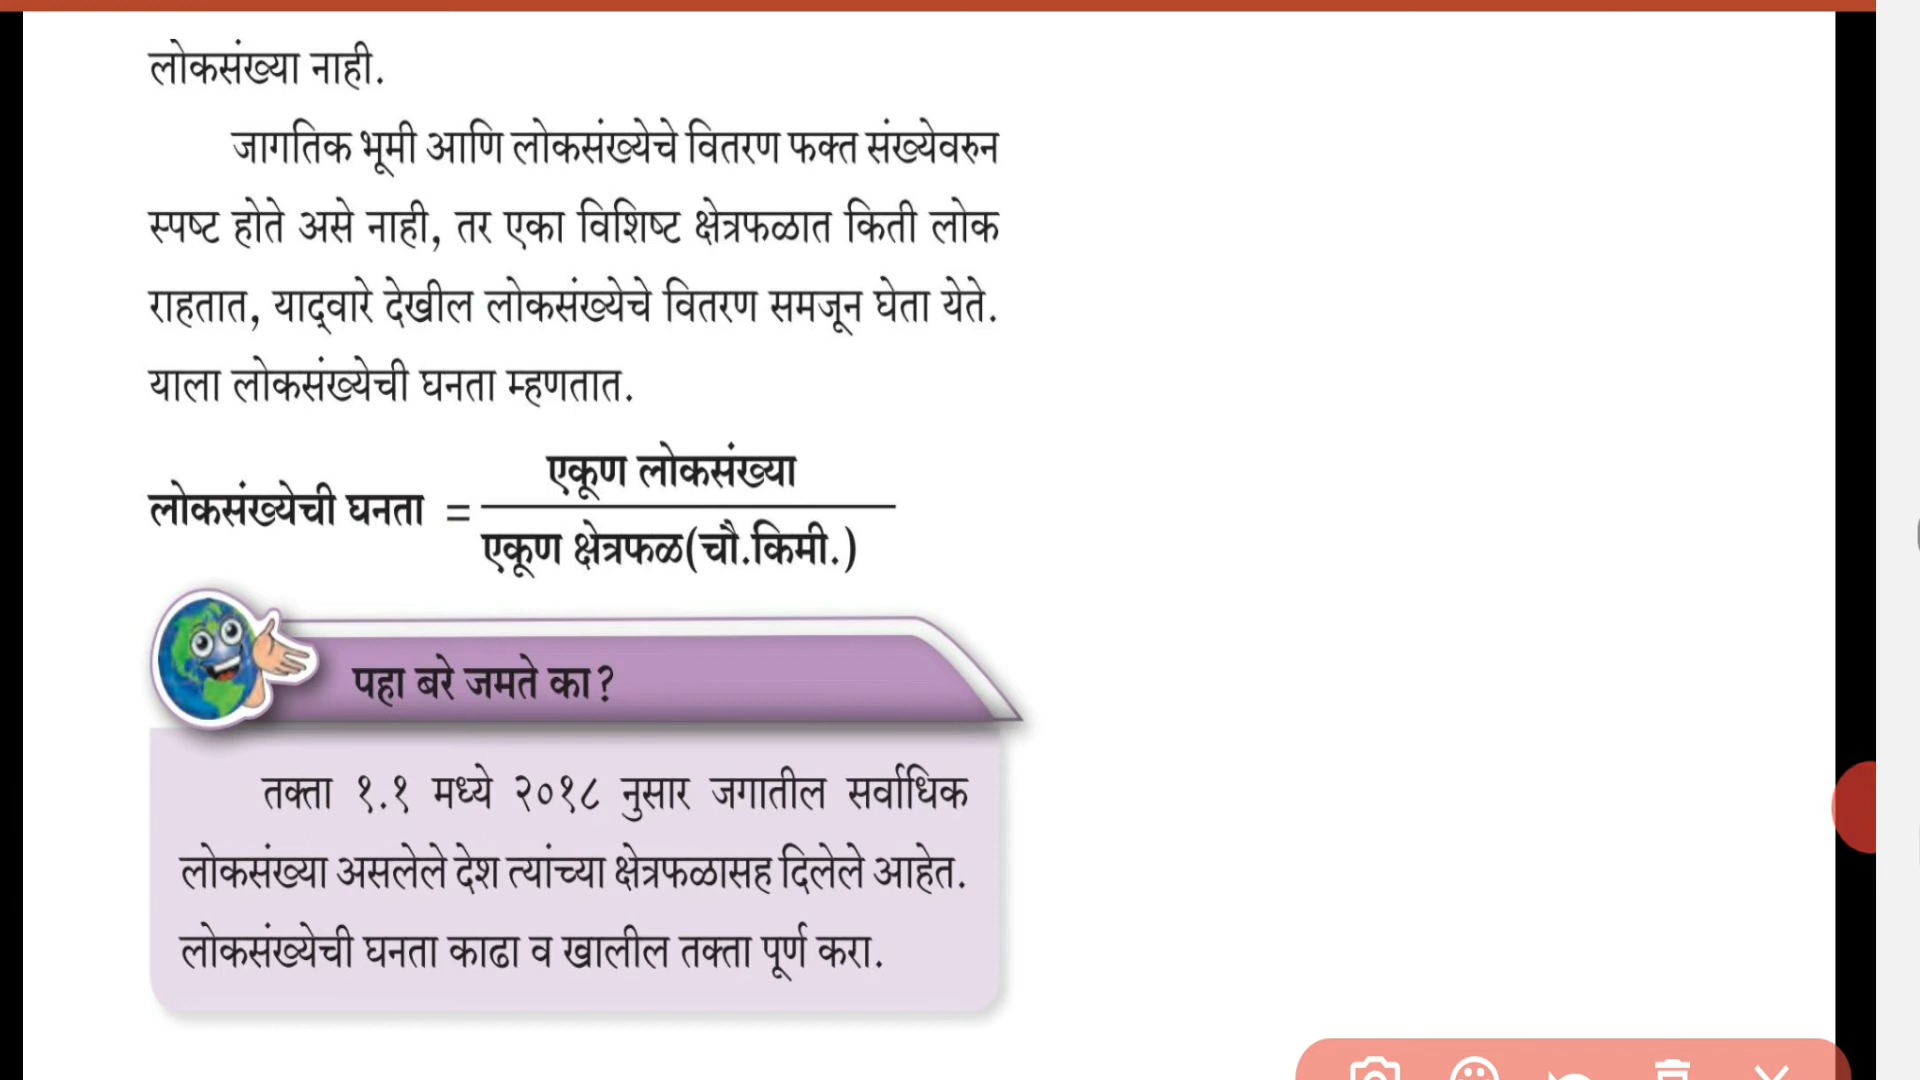 लोकसंख्या नाही.
जागतिक भूमी आणि लोकसंख्येचे वितरण फक्त संख्येवरुन
स्पष्ट होते असे नाही, तर एका विशिष्ट क्षेत्रफळात किती लोक
राहतात, याद्वारे देखील लोकसंख्येचे वितरण समजून घेता येते.
याला लोकसंख्येची घनता म्हणतात.
एकूण लोकसंख्या
लोकसंख्येची घनता =
एकूण क्षेत्रफळ(चौ.किमी.)
पहा बरे जमते का?
तक्ता १.१ मध्ये २०१८ नुसार जगातील सर्वाधिक
लोकसंख्या असलेले देश त्यांच्या क्षेत्रफळासह दिलेले आहेत.
लोकसंख्येची घनता काढा व खालील तक्ता पूर्ण करा.